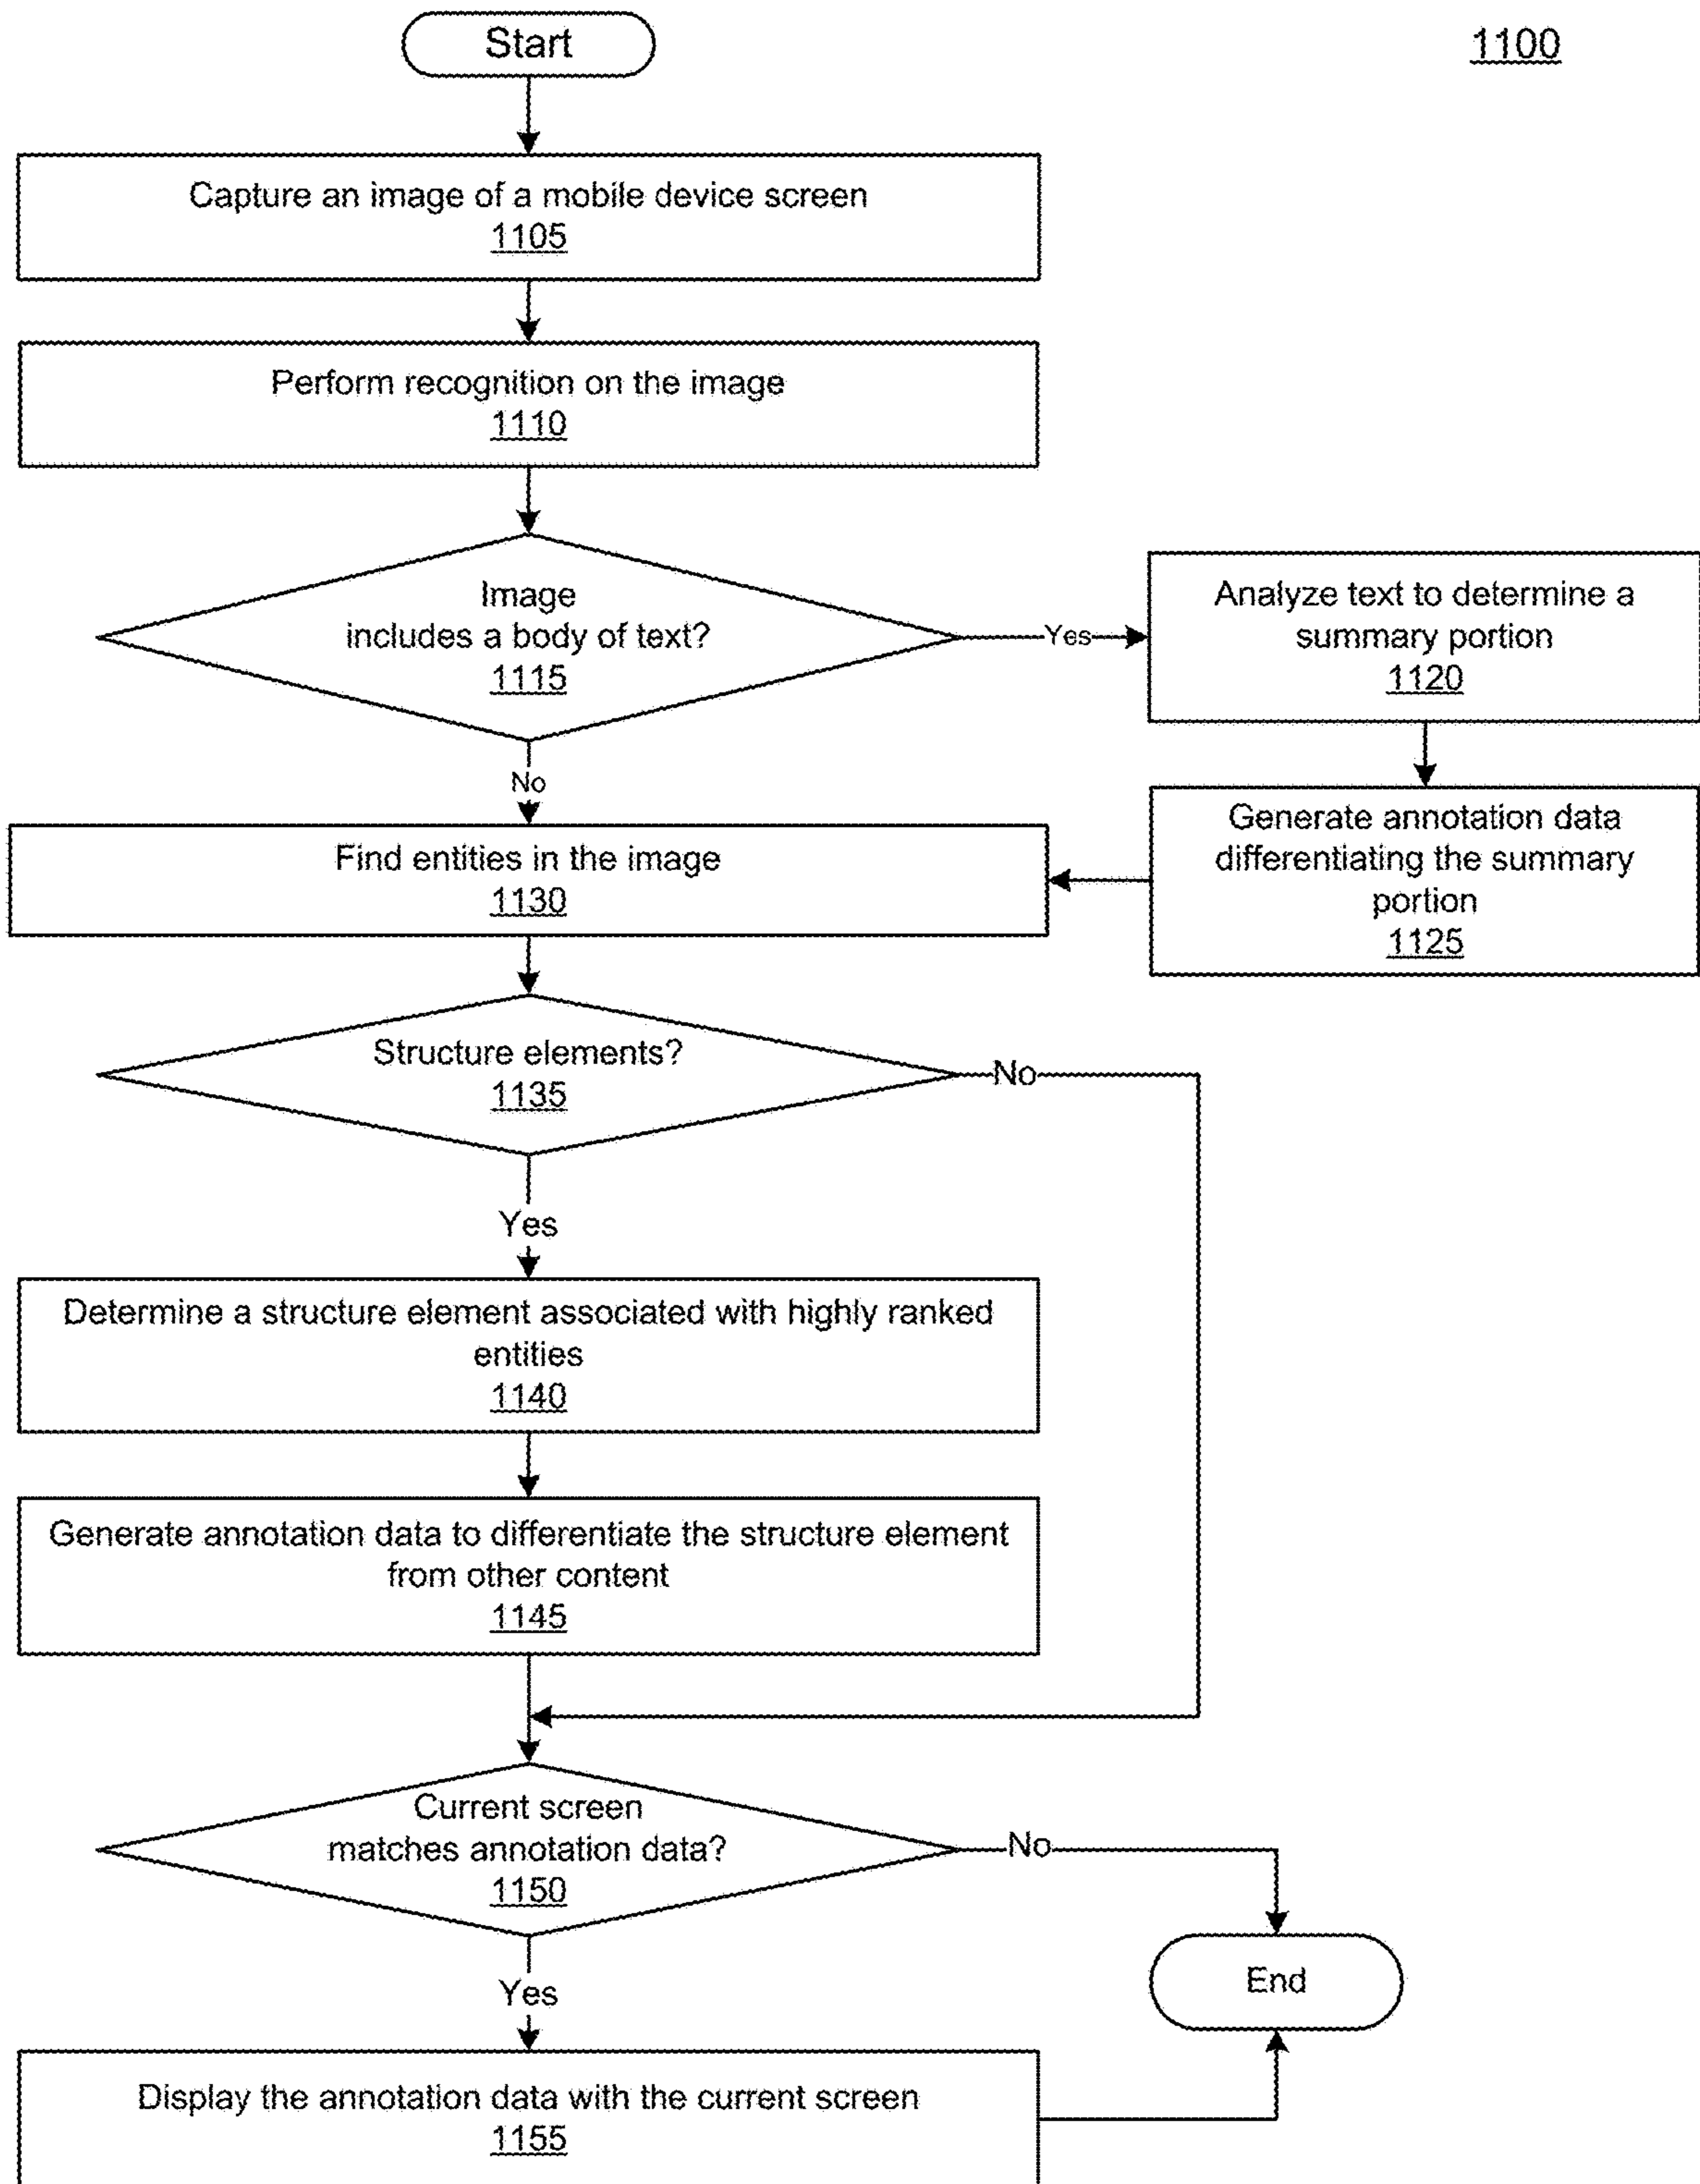 Start
1100
Capture an image of a mobile device screen
1105
Perform recognition on the image
1110
Image
includes a body of text?
1115
Yes
Analyze text to determine a
summary portion
1120
No
Generate annotation data
differentiating the summary
portion
1125
Find entities in the image
1130
Structure elements?
1135
No
Yes
Determine a structure element associated with highly ranked
entities
1140
Generate annotation data to differentiate the structure element
from other content
1145
Current screen
matches annotation data?
1150
No
Yes
End
Display the annotation data with the current screen
1155